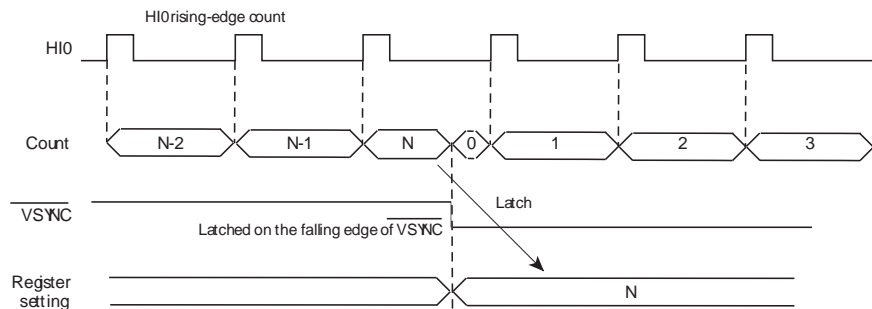 HI0 rising-edge count
HI0
Count
N-2
N-1
N
0
1
2
3
VSYNC
Latched on the falling edge of VSYNC
Latch
Register
setting
N